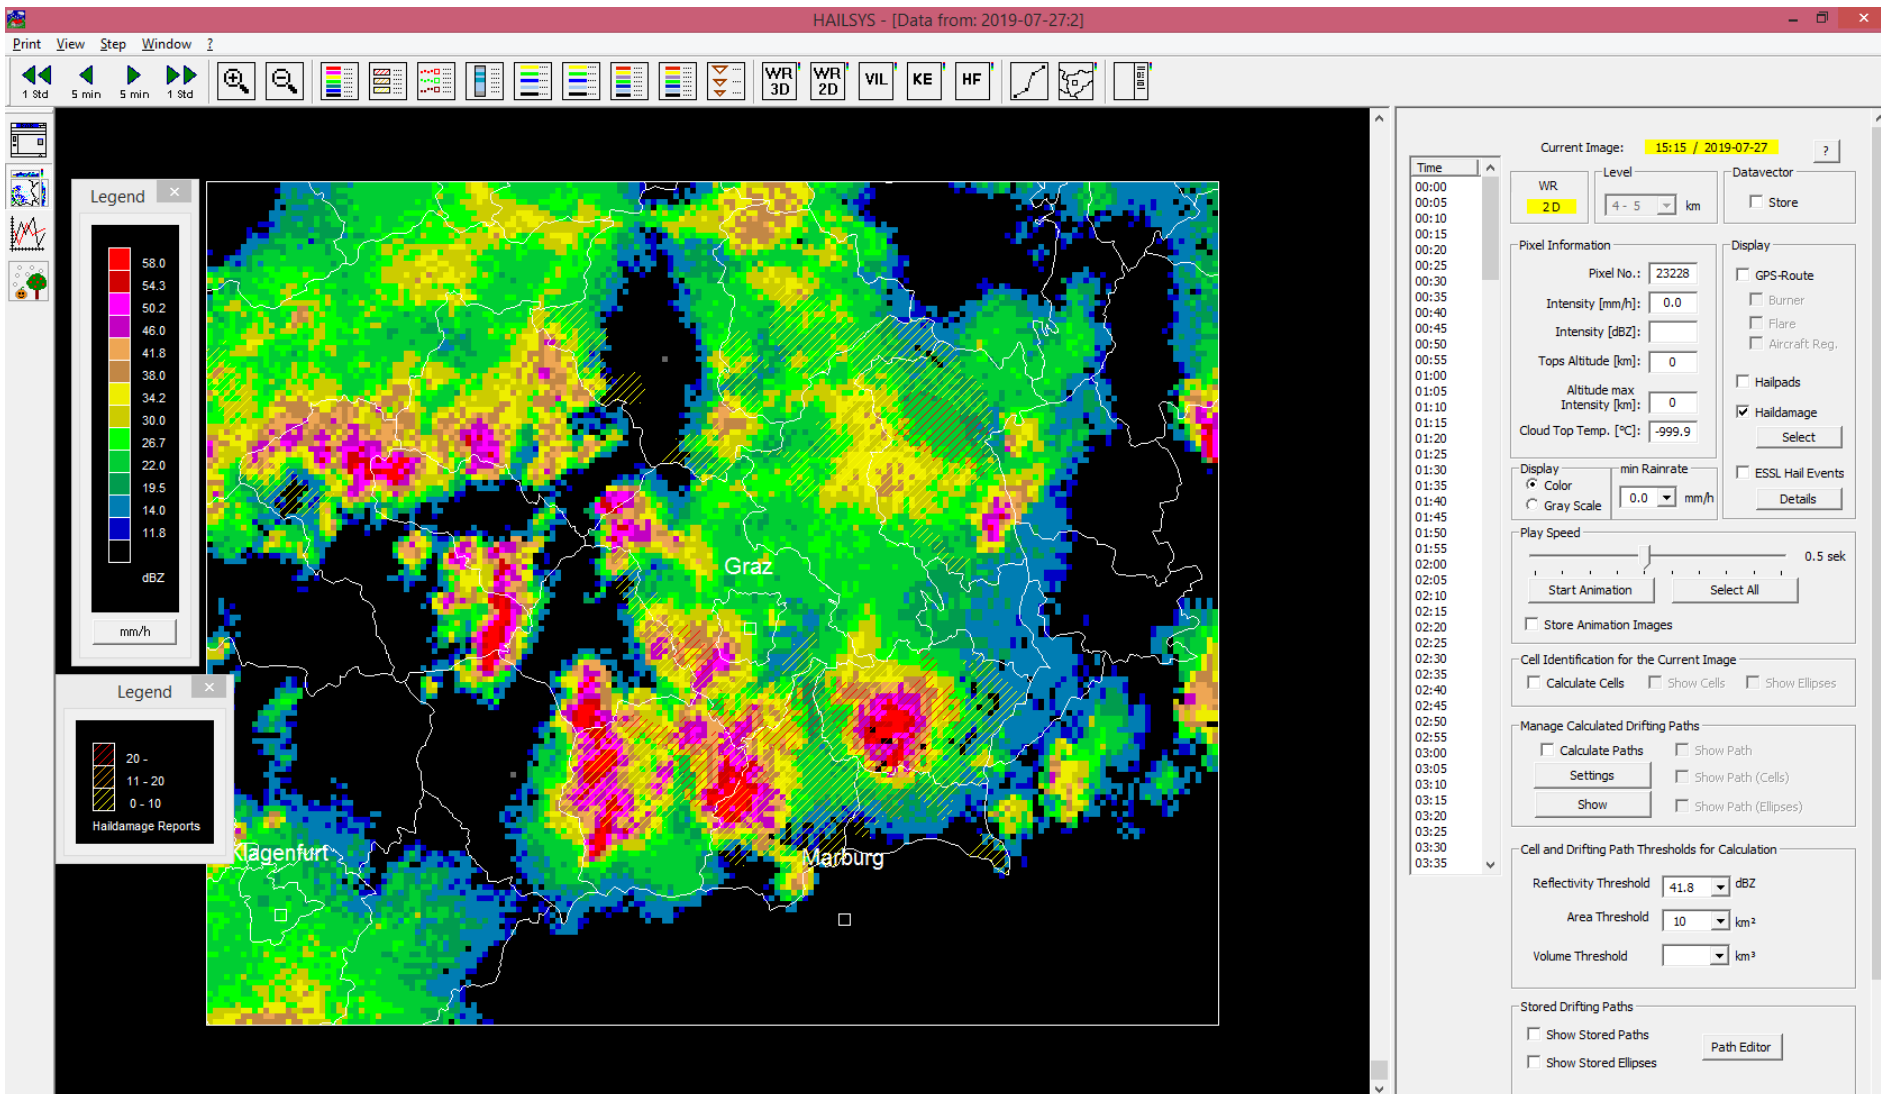 HAILSYS - [Data from: 2019-07-27:2]
Print View Step Window ?
1 Std 5 min 5 min 1 Std WR 3D WR 2D VIL KE HF
Legend
58.0
54.3
50.2
46.0
41.8
38.0
34.2
30.0
26.7
22.0
19.5
14.0
11.8
dBZ
mm/h
Legend
20 -
11 - 20
0 - 10
Haildamage Reports
Graz
Klagenfurt
Marburg
Time
00:00
00:05
00:10
00:15
00:20
00:25
00:30
00:35
00:40
00:45
00:50
00:55
01:00
01:05
01:10
01:15
01:20
01:25
01:30
01:35
01:40
01:45
01:50
01:55
02:00
02:05
02:10
02:15
02:20
02:25
02:30
02:35
02:40
02:45
02:50
02:55
03:00
03:05
03:10
03:15
03:20
03:25
03:30
03:35
Current Image: 15:15 / 2019-07-27 ?
WR
2 D
Level
4 - 5 km
Datavector
Store
Pixel Information
Pixel No.: 23228
Intensity [mm/h]: 0.0
Intensity [dBZ]:
Tops Altitude [km]: 0
Altitude max
Intensity [km]: 0
Cloud Top Temp. [°C]: -999.9
Display
GPS-Route
Burner
Flare
Aircraft Reg.
Hailpads
Haildamage
Select
ESSL Hail Events
Details
Display
Color
Gray Scale
min Rainrate
0.0 mm/h
Play Speed
0.5 sek
Start Animation Select All
Store Animation Images
Cell Identification for the Current Image
Calculate Cells Show Cells Show Ellipses
Manage Calculated Drifting Paths
Calculate Paths Show Path
Settings Show Path (Cells)
Show Show Path (Ellipses)
Cell and Drifting Path Thresholds for Calculation
Reflectivity Threshold 41.8 dBZ
Area Threshold 10 km²
Volume Threshold km³
Stored Drifting Paths
Show Stored Paths
Path Editor
Show Stored Ellipses